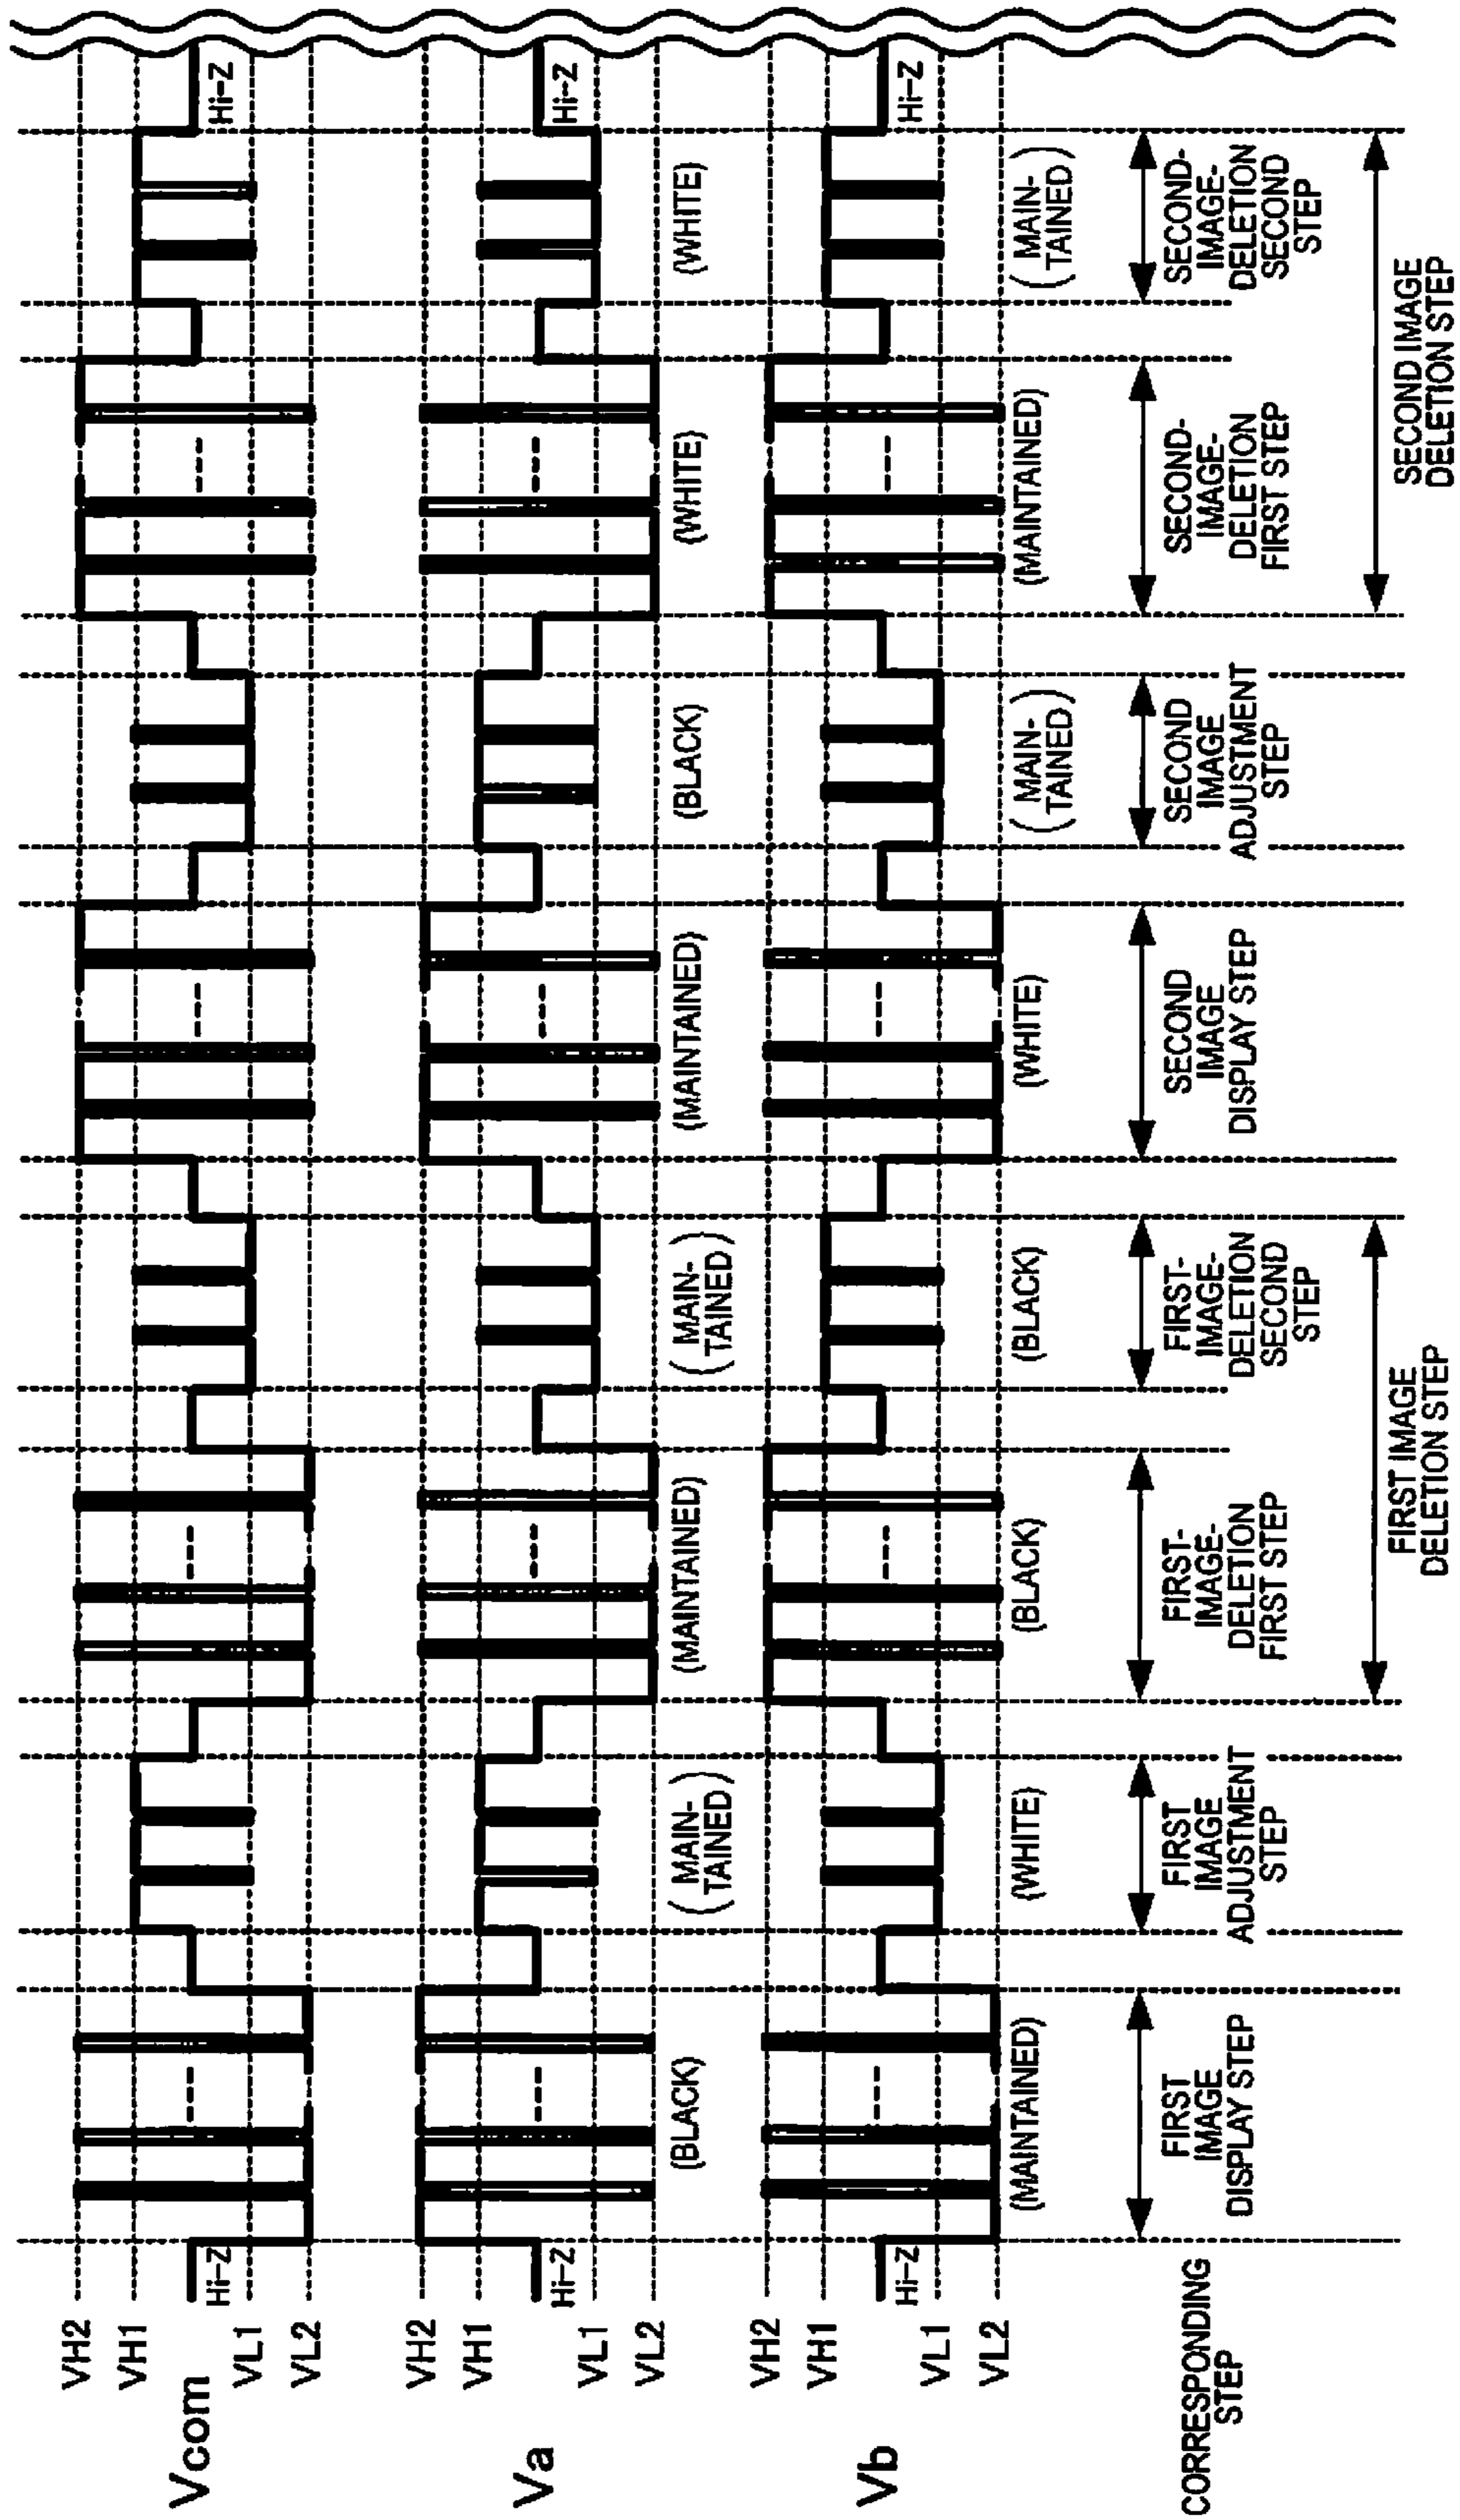 Vcom
VH2
VH1
VL1
VL2
Hi-Z
Hi-Z
Va
VH2
VH1
VL1
VL2
Hi-Z
Hi-Z
(BLACK)
( MAIN-
TAINED )
(MAINTAINED)
( MAIN-
TAINED )
(MAINTAINED)
(BLACK)
(WHITE)
(WHITE)
Vb
VH2
VH1
VL1
VL2
Hi-Z
Hi-Z
(MAINTAINED)
(WHITE)
(BLACK)
(BLACK)
(WHITE)
( MAIN-
TAINED )
(MAINTAINED)
( MAIN-
TAINED )
CORRESPONDING
STEP
FIRST
IMAGE
DISPLAY STEP
FIRST
IMAGE
ADJUSTMENT
STEP
FIRST-
IMAGE-
DELETION
FIRST STEP
FIRST-
IMAGE-
DELETION
SECOND
STEP
SECOND
IMAGE
DISPLAY STEP
SECOND
IMAGE
ADJUSTMENT
STEP
SECOND-
IMAGE-
DELETION
FIRST STEP
SECOND-
IMAGE-
DELETION
SECOND
STEP
FIRST IMAGE
DELETION STEP
SECOND IMAGE
DELETION STEP